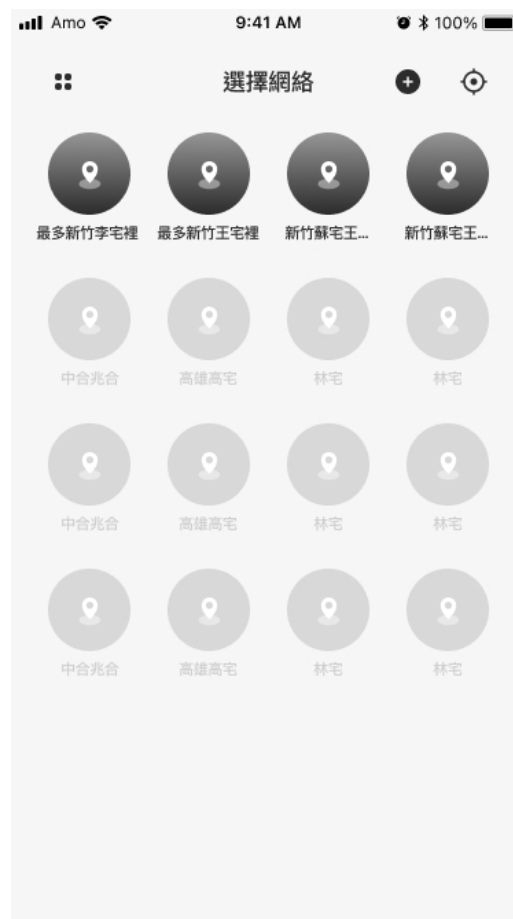 Amo 9:41 AM 100%
選擇網絡
最多新竹李宅裡 最多新竹王宅裡 新竹蘇宅王... 新竹蘇宅王...
中合兆合 高雄高宅 林宅 林宅
中合兆合 高雄高宅 林宅 林宅
中合兆合 高雄高宅 林宅 林宅